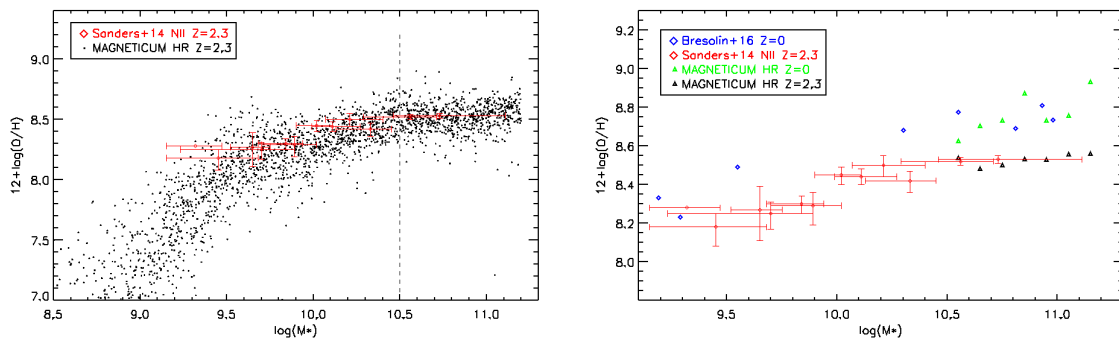 Sanders+14 NII Z=2.3
MAGNETICUM HR Z=2.3
12+log(O/H)
9.0
8.5
8.0
7.5
7.0
8.5 9.0 9.5 10.0 10.5 11.0
log(M*)
Bresolin+16 Z=0
Sanders+14 NII Z=2.3
MAGNETICUM HR Z=0
MAGNETICUM HR Z=2.3
12+log(O/H)
9.2
9.0
8.8
8.6
8.4
8.2
8.0
9.5 10.0 10.5 11.0
log(M*)